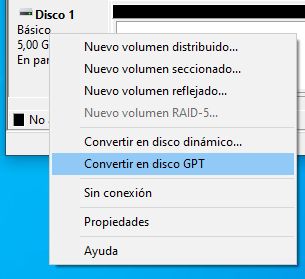 Disco 1
Básico
5,00 G
En par
No a
Nuevo volumen distribuido...
Nuevo volumen seccionado...
Nuevo volumen reflejado...
Nuevo volumen RAID-5...
Convertir en disco dinámico...
Convertir en disco GPT
Sin conexión
Propiedades
Ayuda